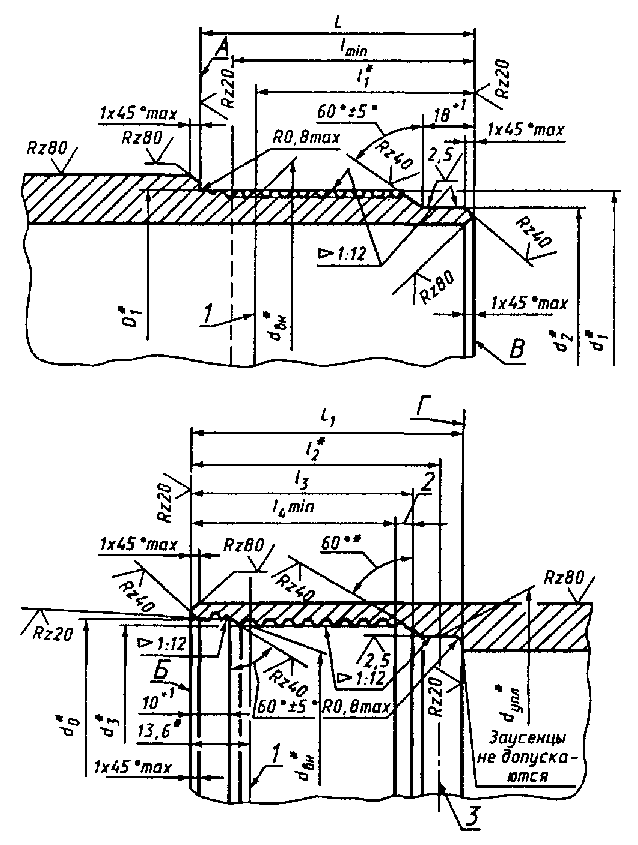 L
A
lmin
l1*
Rz20
Rz20
1x45°max
60°±5°
18+1
1x45°max
Rz80
Rz80
R0,8max
Rz40
2,5
▷1:12
Rz40
Rz80
1x45°max
D1*
1
dвн*
d2*
d1*
В
Г
L1
l2*
l3
2
l4min
Rz20
1x45°max
Rz80
60°*
Rz80
Rz40
Rz40
Rz20
▷1:12
2,5
▷1:12
Б
Rz40
Rz20
10+1
60°±5°
R0,8max
d0*
d3*
dвн*
dупл*
13,6*
1
Заусенцы
не допуска-
ются
1x45°max
3